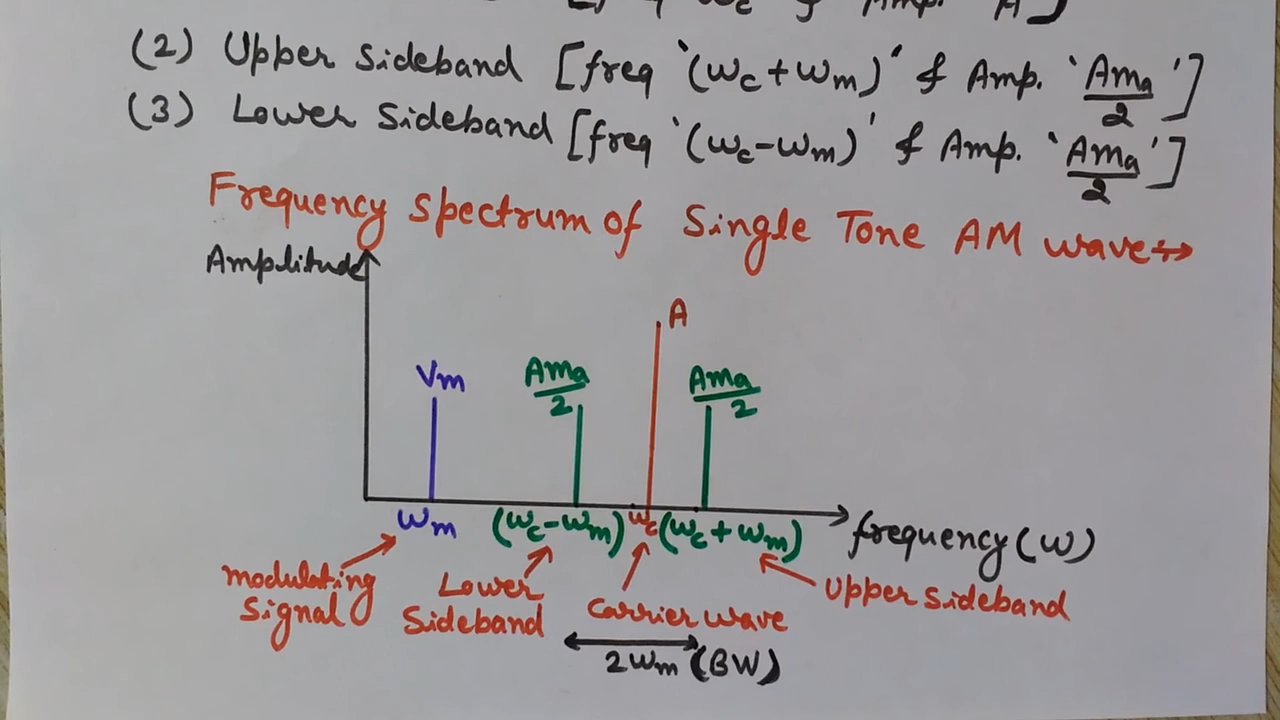 (2) Upper Sideband [freq '(ωc+ωm)' & Amp. 'Ama/2']
(3) Lower Sideband [freq '(ωc-ωm)' & Amp. 'Ama/2']
Frequency spectrum of Single Tone AM wave↔
Amplitude
A
Vm
Ama/2
Ama/2
ωm
(ωc-ωm)
ωc
(ωc+ωm)
frequency(ω)
modulating
Signal
Lower
Sideband
Carrier wave
Upper Sideband
2ωm (BW)